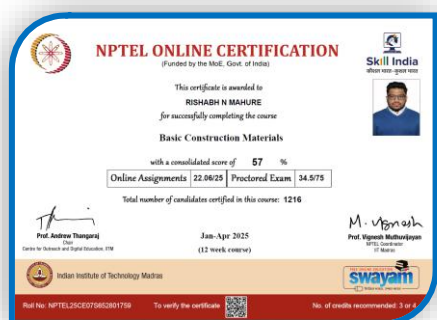 NPTEL ONLINE CERTIFICATION
(Funded by the MoE, Govt. of India)
Skill India
कौशल भारत-कुशल भारत
This certificate is awarded to
RISHABH N MAHURE
for successfully completing the course
Basic Construction Materials
with a consolidated score of 57 %
Online Assignments 22.06/25 Proctored Exam 34.5/75
Total number of candidates certified in this course: 1216
Prof. Andrew Thangaraj
Chair
Centre for Outreach and Digital Education, IITM
Jan-Apr 2025
(12 week course)
M. Vignesh
Prof. Vignesh Muthuvijayan
NPTEL Coordinator
IIT Madras
Indian Institute of Technology Madras
swayam
Roll No: NPTEL25CE07S652801759
To verify the certificate
No. of credits recommended: 3 or 4